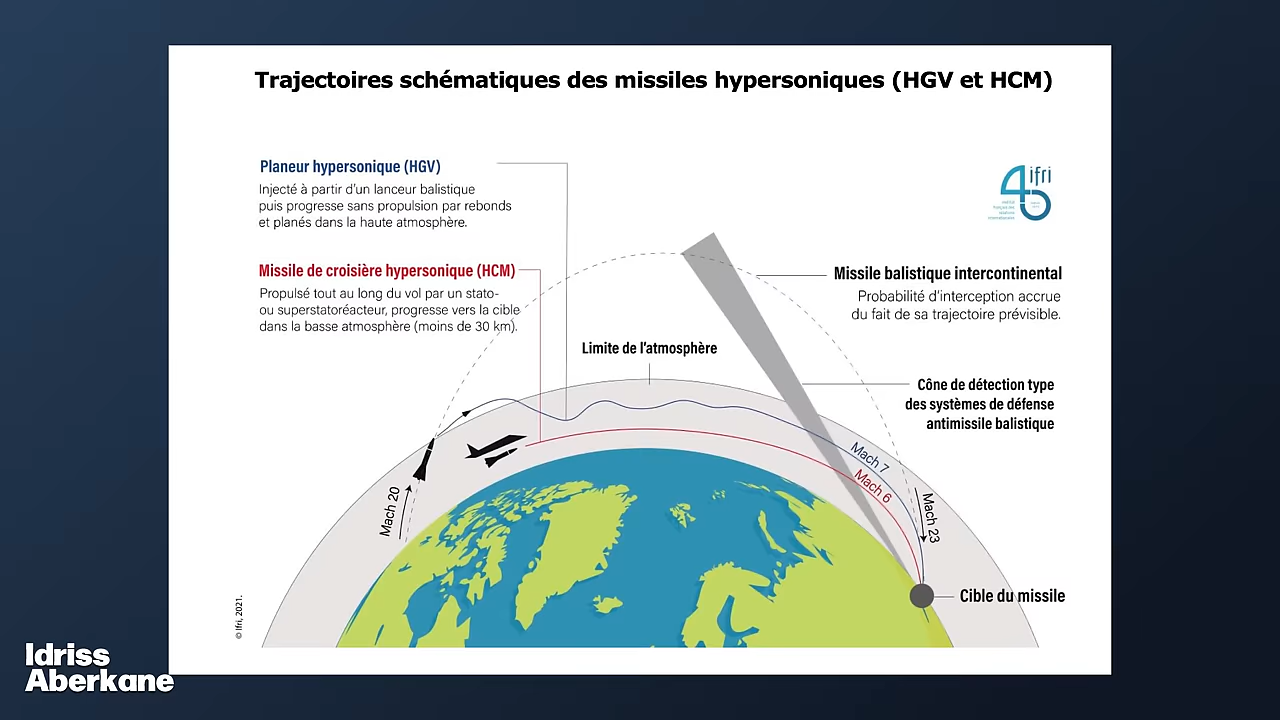 Trajectoires schématiques des missiles hypersoniques (HGV et HCM)
Planeur hypersonique (HGV)
Injecté à partir d'un lanceur balistique
puis progresse sans propulsion par rebonds
et planés dans la haute atmosphère.
ifri
Missile de croisière hypersonique (HCM)
Propulsé tout au long du vol par un stato-
ou superstatoréacteur, progresse vers la cible
dans la basse atmosphère (moins de 30 km).
Missile balistique intercontinental
Probabilité d'interception accrue
du fait de sa trajectoire prévisible.
Limite de l'atmosphère
Cône de détection type
des systèmes de défense
antimissile balistique
Mach 7
Mach 6
Mach 20
Mach 23
Cible du missile
© Ifri, 2021.
Idriss
Aberkane